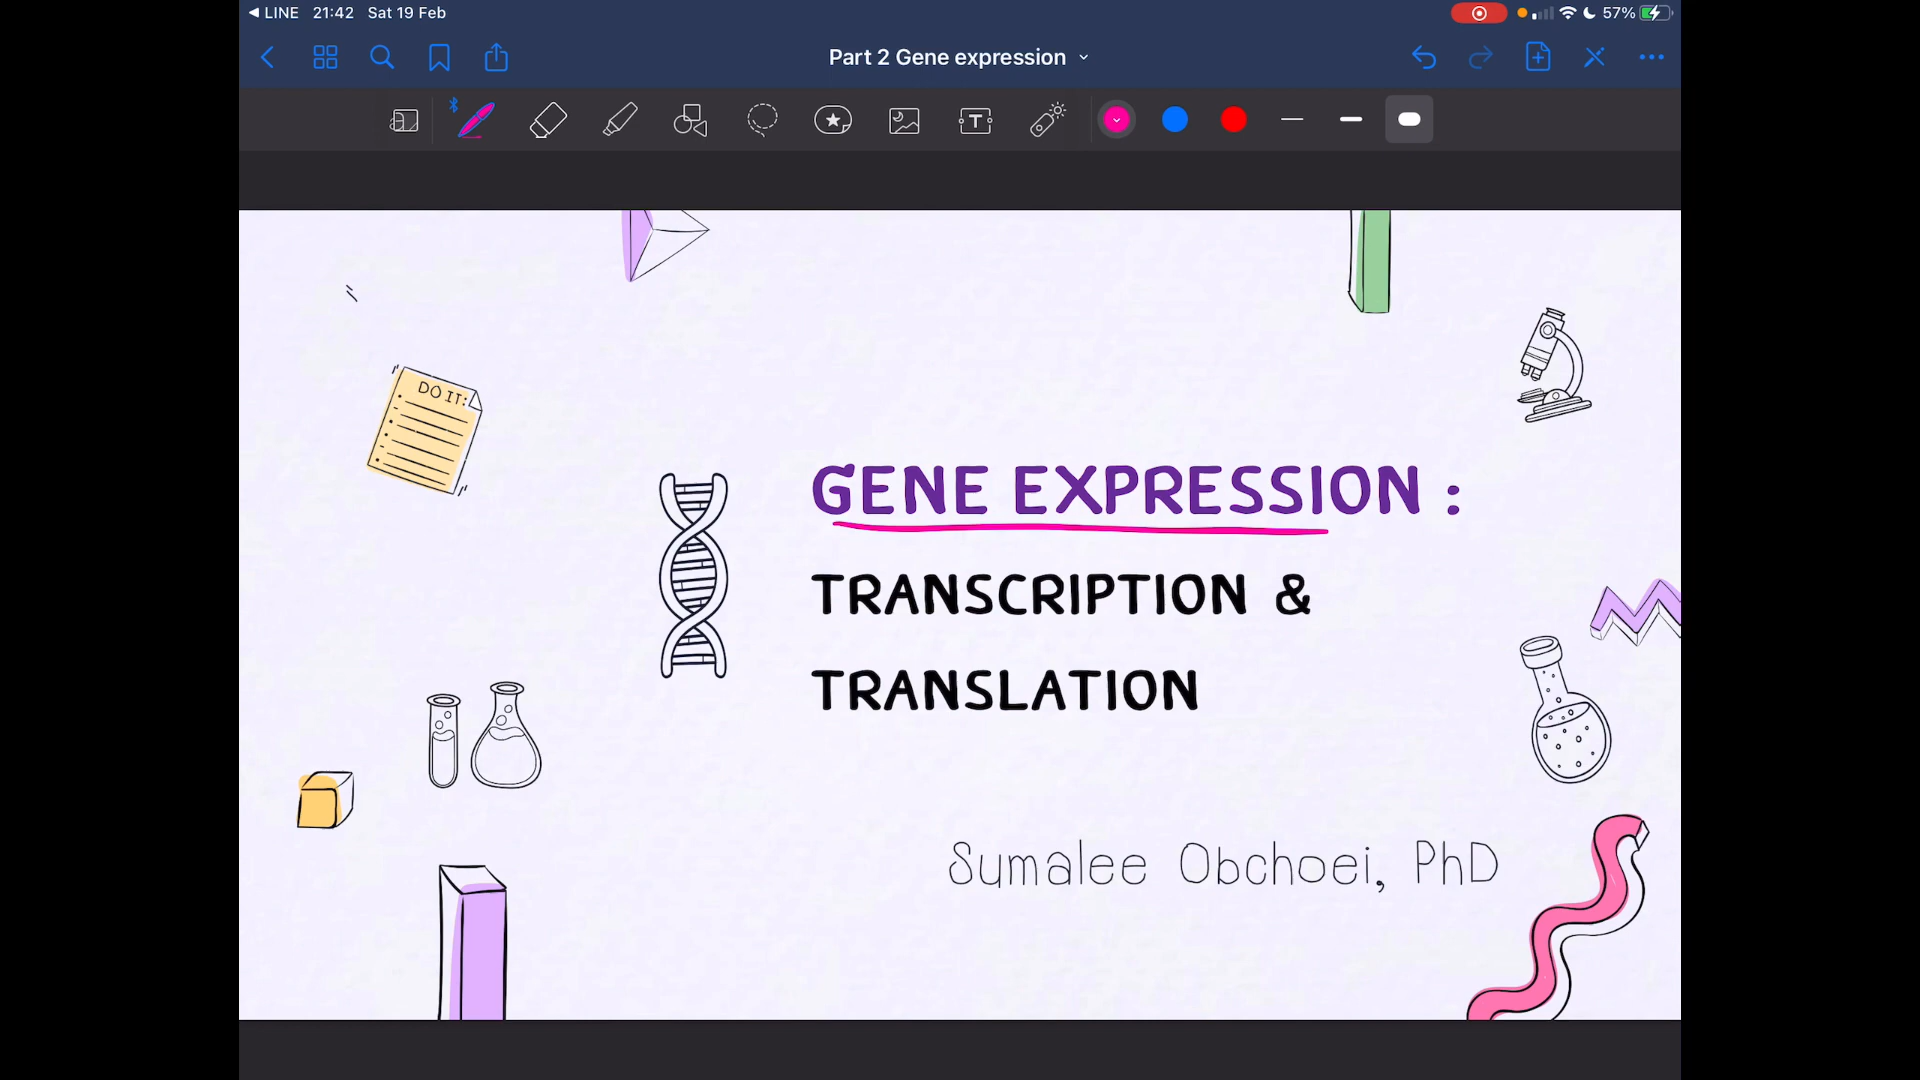 LINE 21:42 Sat 19 Feb 57%
Part 2 Gene expression
T
DO IT:
GENE EXPRESSION :
TRANSCRIPTION &
TRANSLATION
Sumalee Obchoei, PhD